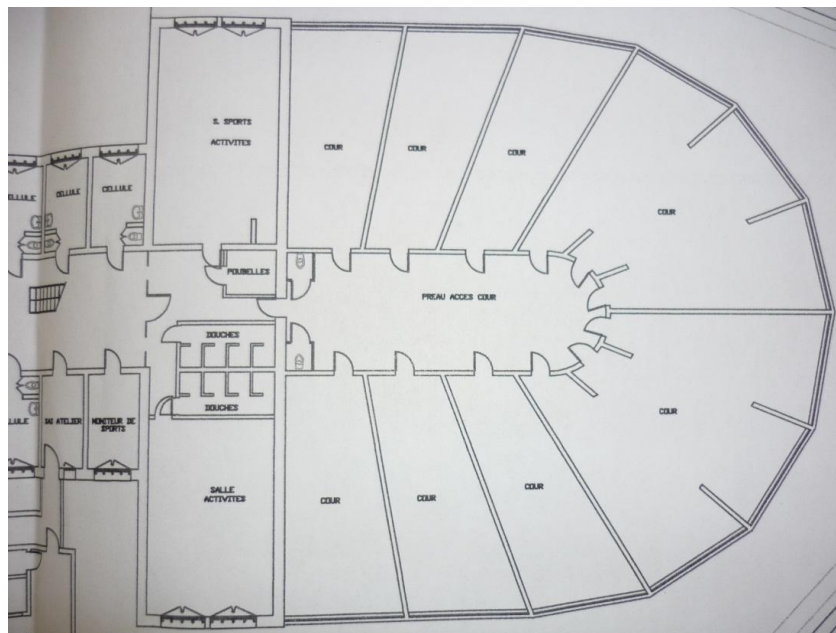 S. SPORTS
ACTIVITES
COUR
COUR
COUR
COUR
CELLULE
CELLULE
CELLULE
POUBELLES
PREAU ACCES COUR
DOUCHES
DOUCHES
MONITEUR DE
SPORTS
ATELIER
SALLE
ACTIVITES
COUR
COUR
COUR
COUR